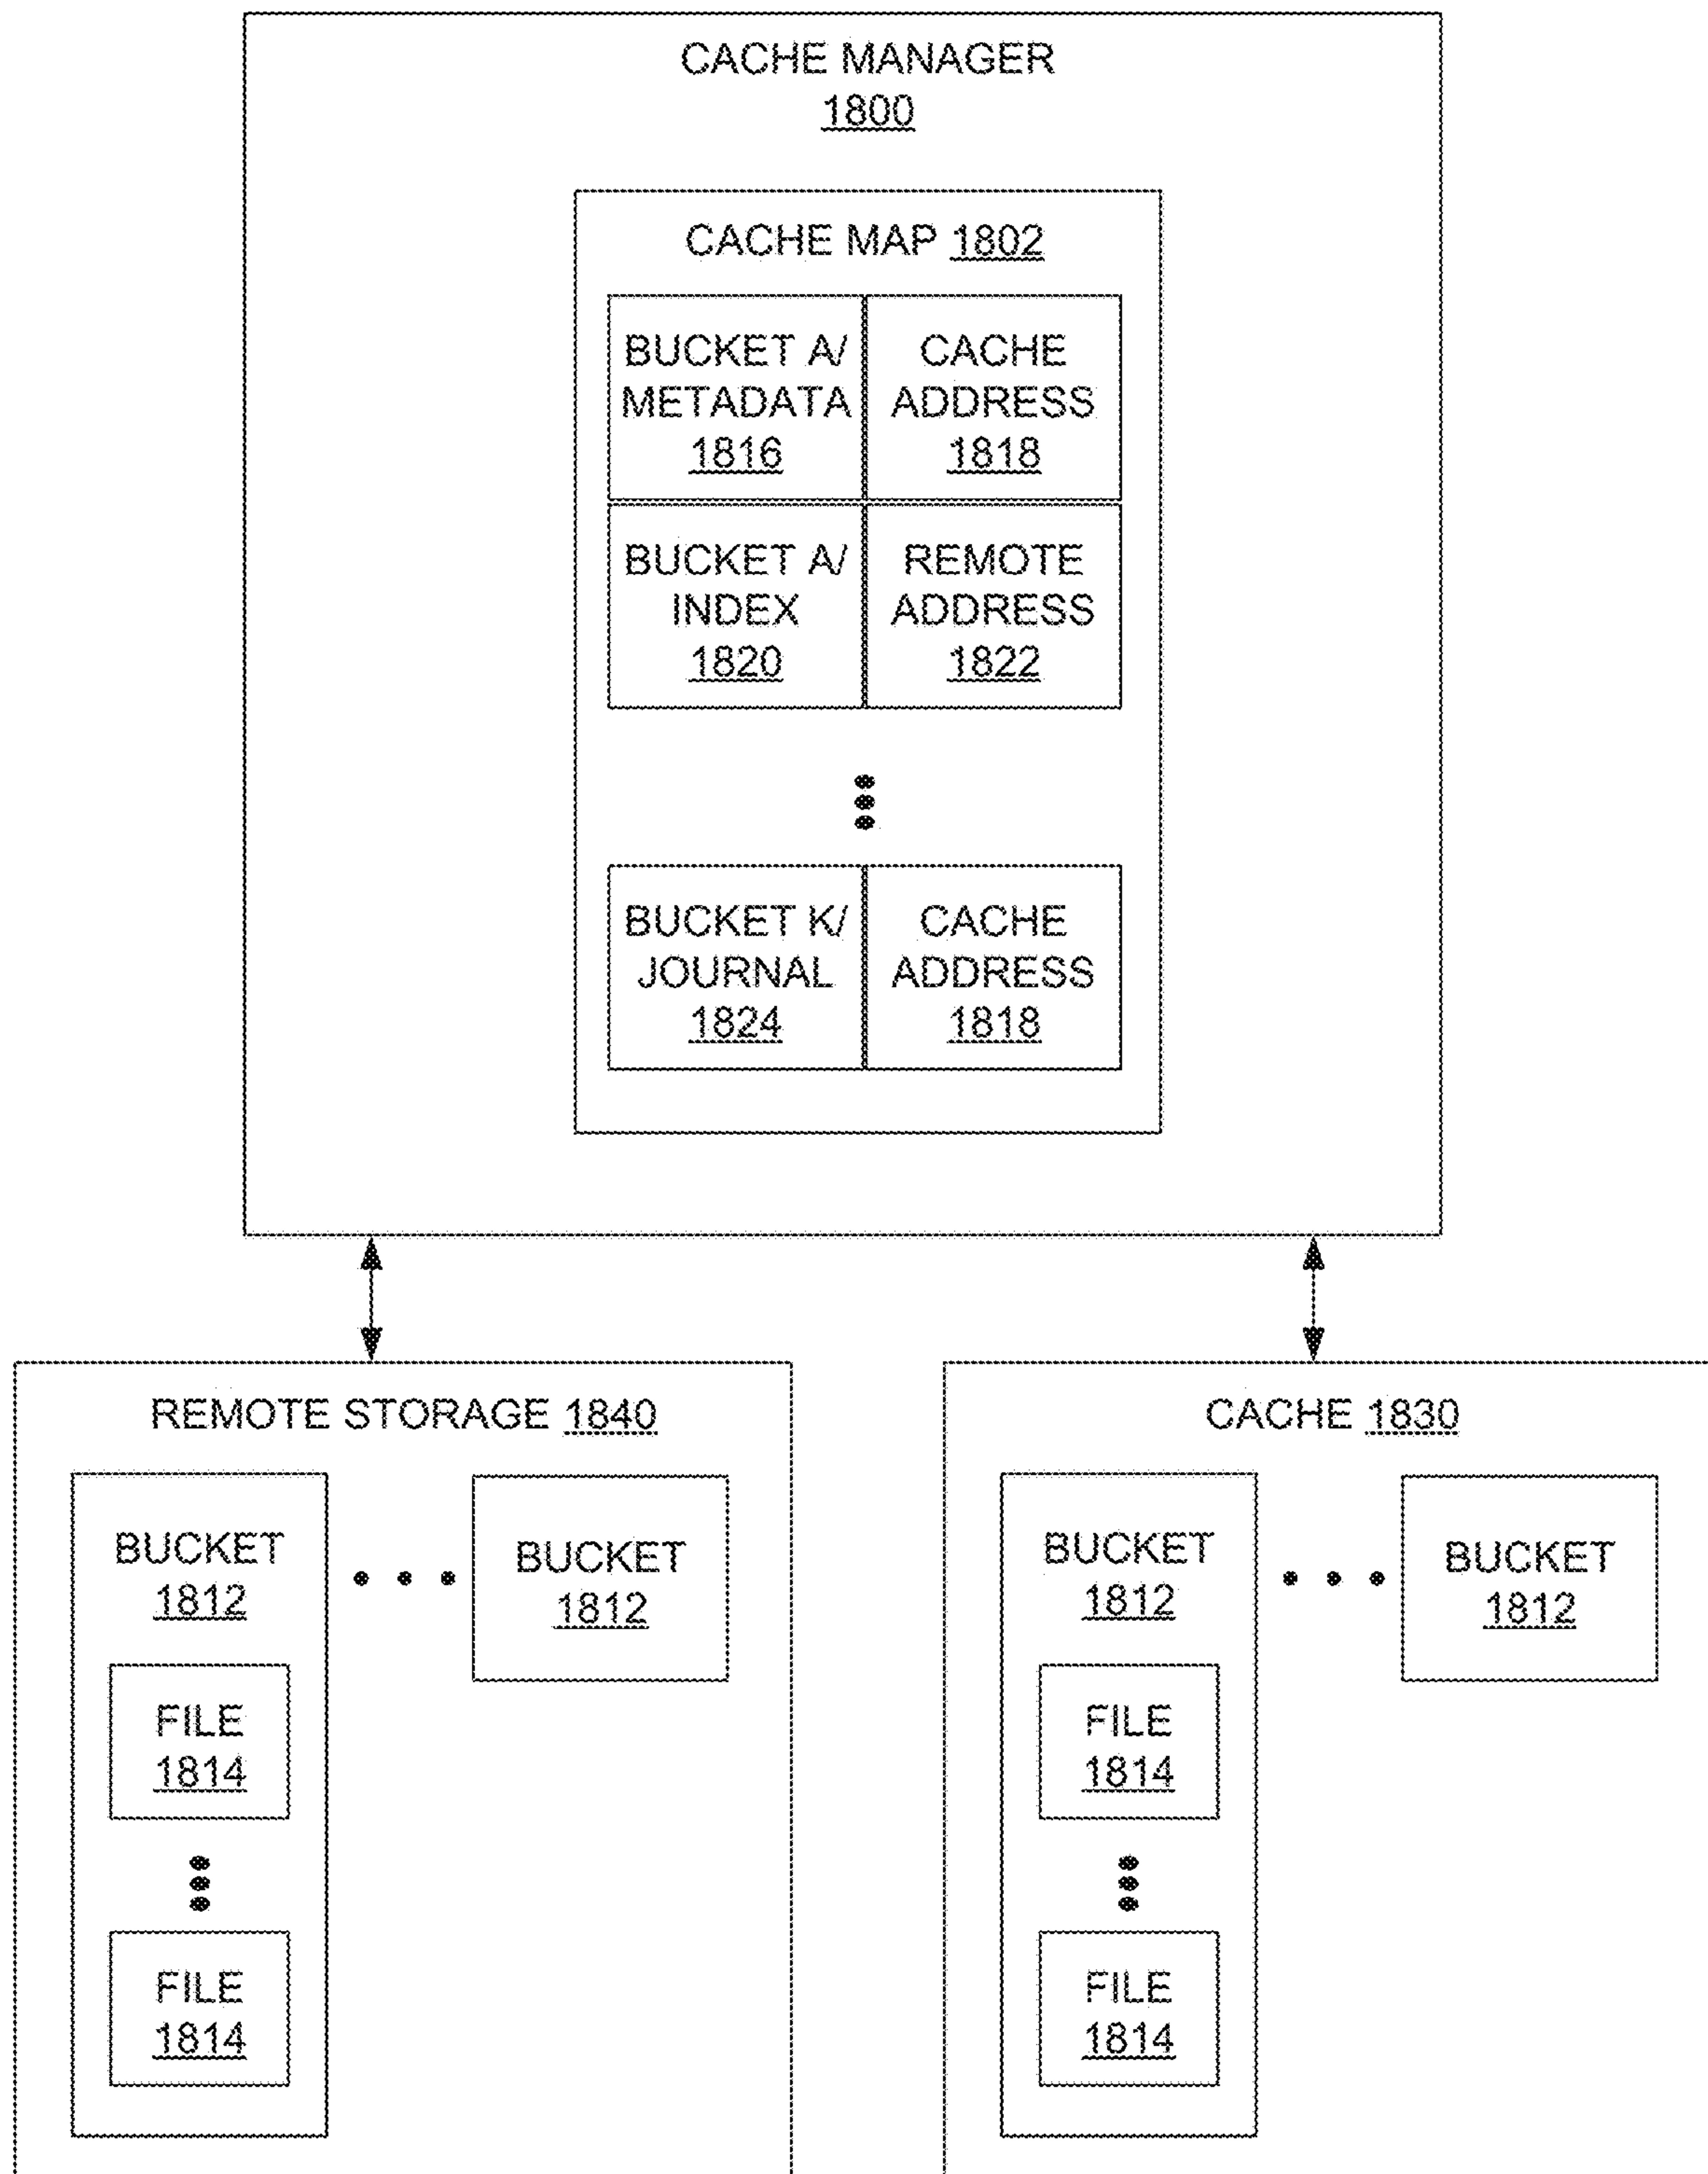 CACHE MANAGER
1800
CACHE MAP 1802
BUCKET A/
METADATA
1816
CACHE
ADDRESS
1818
BUCKET A/
INDEX
1820
REMOTE
ADDRESS
1822
BUCKET K/
JOURNAL
1824
CACHE
ADDRESS
1818
REMOTE STORAGE 1840
BUCKET
1812
FILE
1814
FILE
1814
BUCKET
1812
CACHE 1830
BUCKET
1812
FILE
1814
FILE
1814
BUCKET
1812